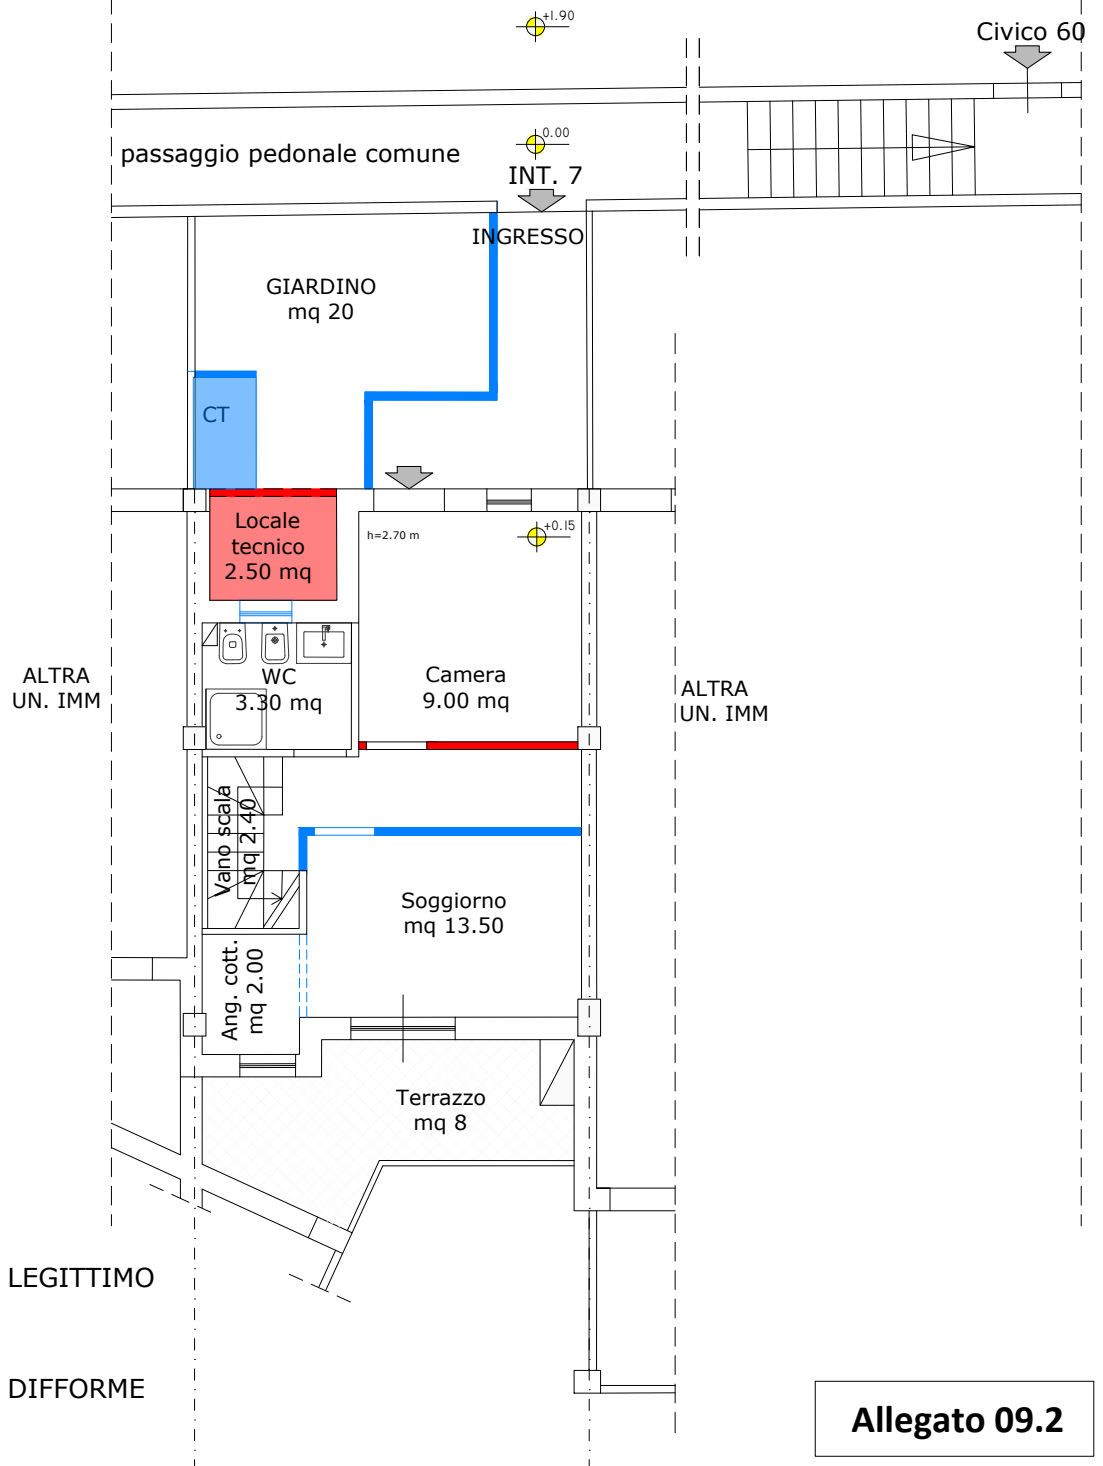 +1.90
Civico 60
0.00
passaggio pedonale comune
INT. 7
INGRESSO
GIARDINO
mq 20
CT
Locale
tecnico
2.50 mq
h=2.70 m
+0.15
ALTRA
UN. IMM
WC
3.30 mq
Camera
9.00 mq
ALTRA
UN. IMM
Vano scala
mq 2.40
Soggiorno
mq 13.50
Ang. cott.
mq 2.00
Terrazzo
mq 8
LEGITTIMO
DIFFORME
Allegato 09.2